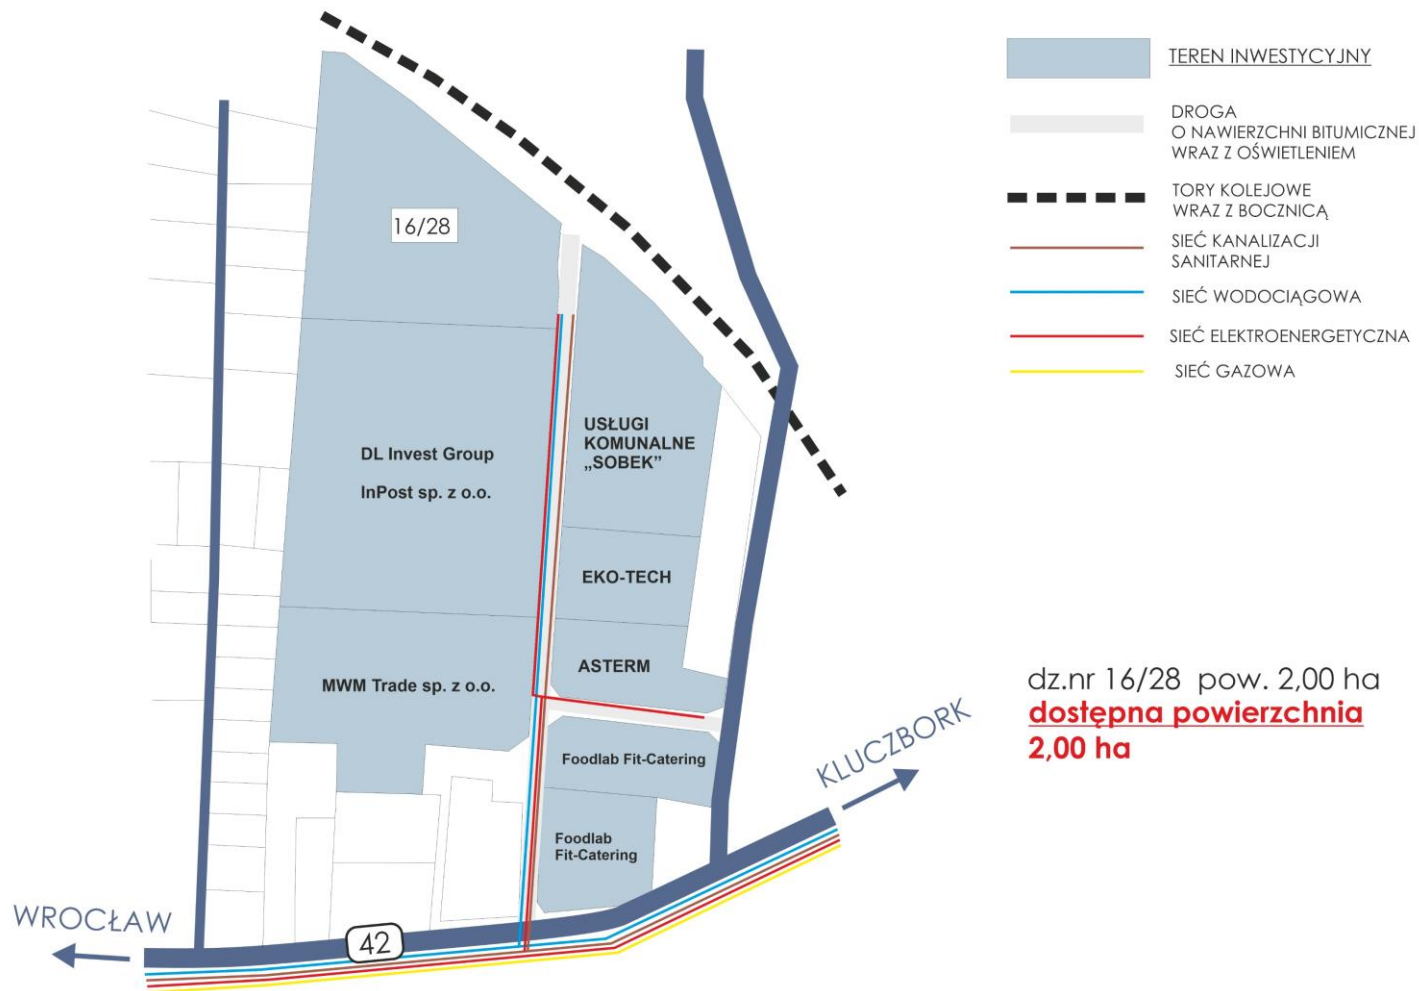 TEREN INWESTYCYJNY
DROGA
O NAWIERZCHNI BITUMICZNEJ
WRAZ Z OŚWIETLENIEM
TORY KOLEJOWE
WRAZ Z BOCZNICĄ
SIEĆ KANALIZACJI
SANITARNEJ
SIEĆ WODOCIĄGOWA
SIEĆ ELEKTROENERGETYCZNA
SIEĆ GAZOWA
16/28
DL Invest Group
InPost sp. z o.o.
USŁUGI
KOMUNALNE
„SOBEK”
EKO-TECH
ASTERM
MWM Trade sp. z o.o.
Foodlab Fit-Catering
Foodlab
Fit-Catering
dz.nr 16/28 pow. 2,00 ha
dostępna powierzchnia
2,00 ha
KLUCZBORK
WROCŁAW
42